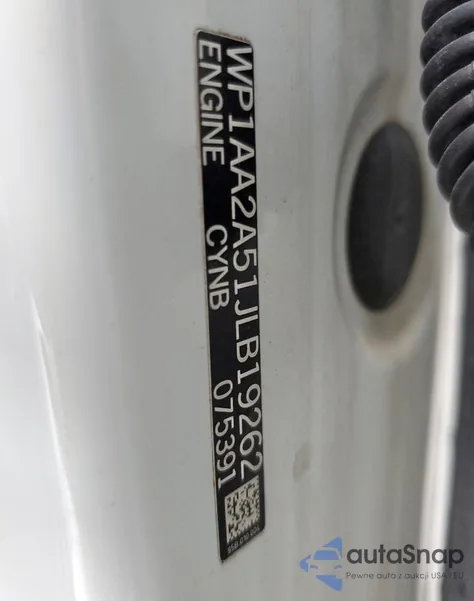 WP1AA2A51JLB19262
ENGINE CYNB 075391
autaSnap
Pewne auto z aukcji USA i EU